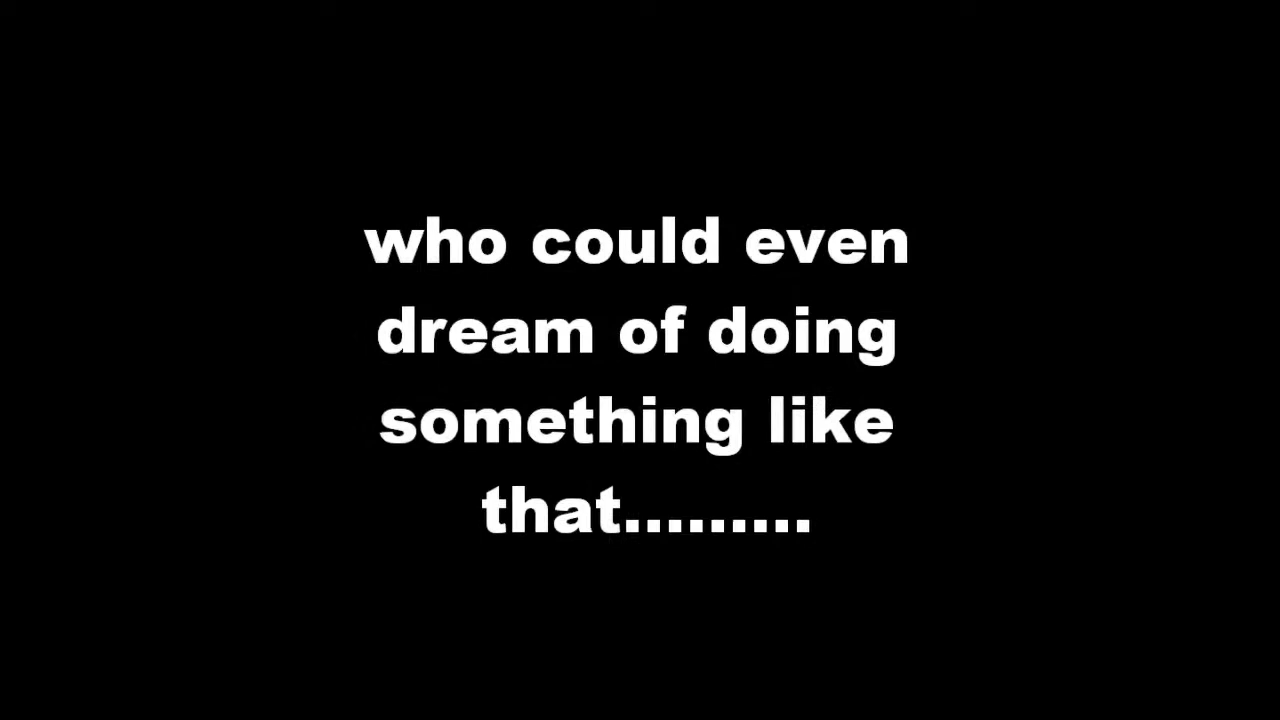 who could even
dream of doing
something like
that.........